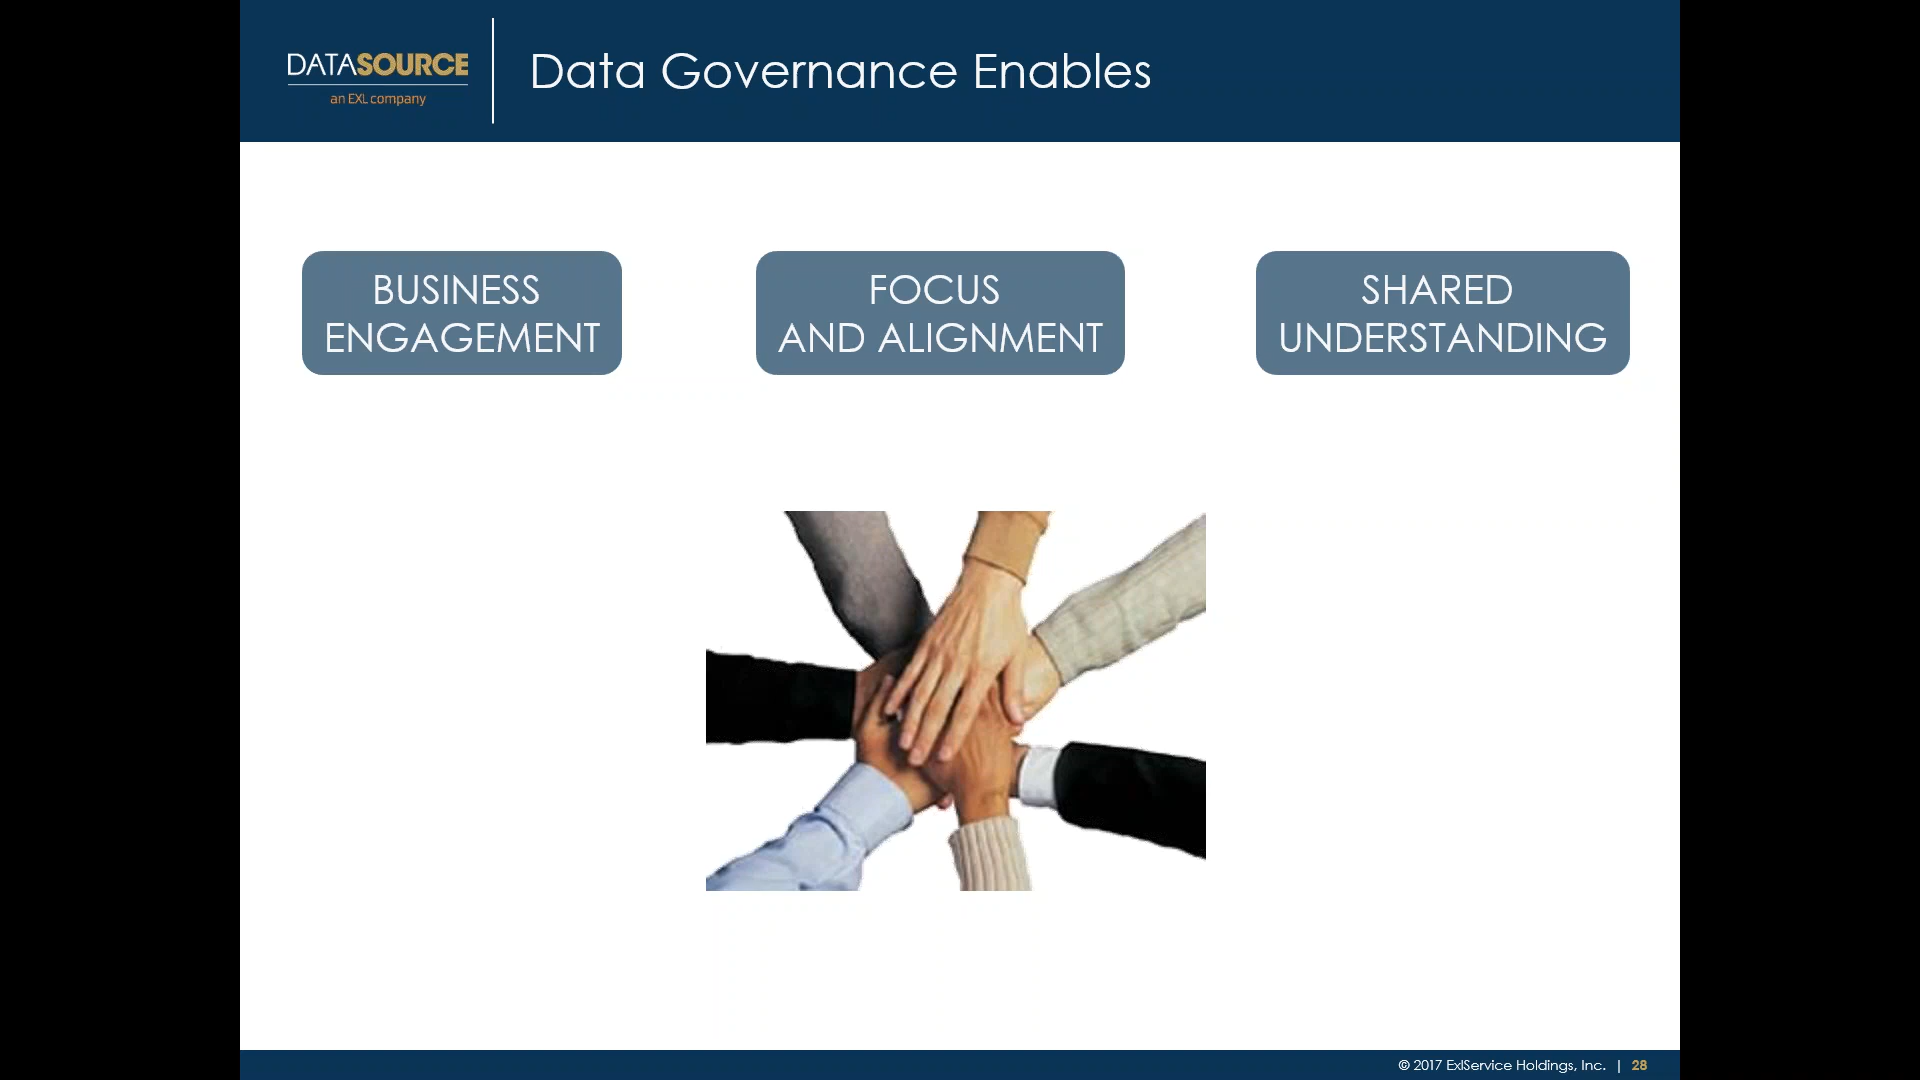 DATASOURCE
an EXL company
Data Governance Enables
BUSINESS
ENGAGEMENT
FOCUS
AND ALIGNMENT
SHARED
UNDERSTANDING
© 2017 ExlService Holdings, Inc. | 28